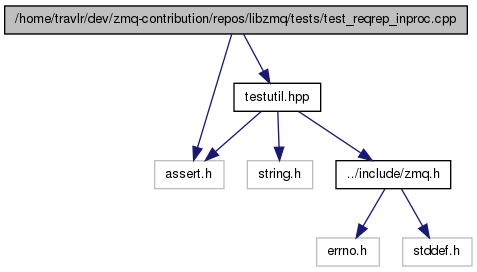 /home/travlr/dev/zmq-contribution/repos/libzmq/tests/test_reqrep_inproc.cpp
testutil.hpp
assert.h
string.h
../include/zmq.h
errno.h
stddef.h